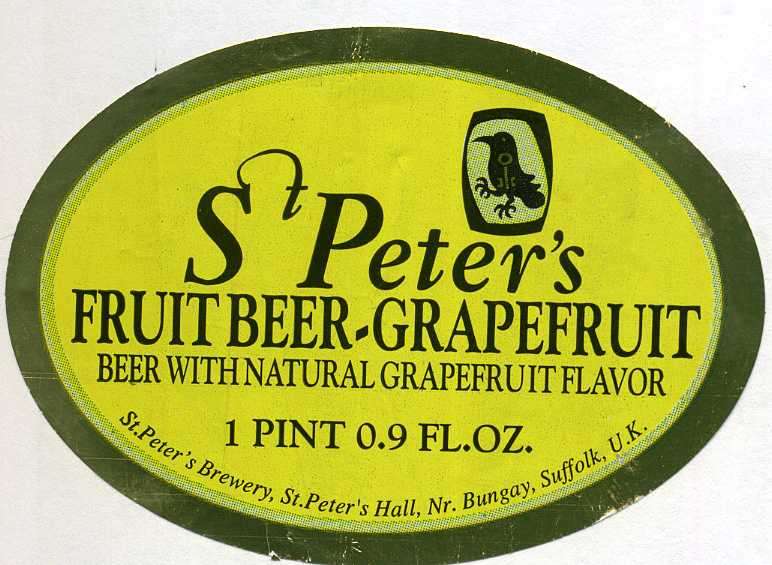 St Peter's
FRUIT BEER-GRAPEFRUIT
BEER WITH NATURAL GRAPEFRUIT FLAVOR
1 PINT 0.9 FL.OZ.
St.Peter's Brewery, St.Peter's Hall, Nr. Bungay, Suffolk, U.K.